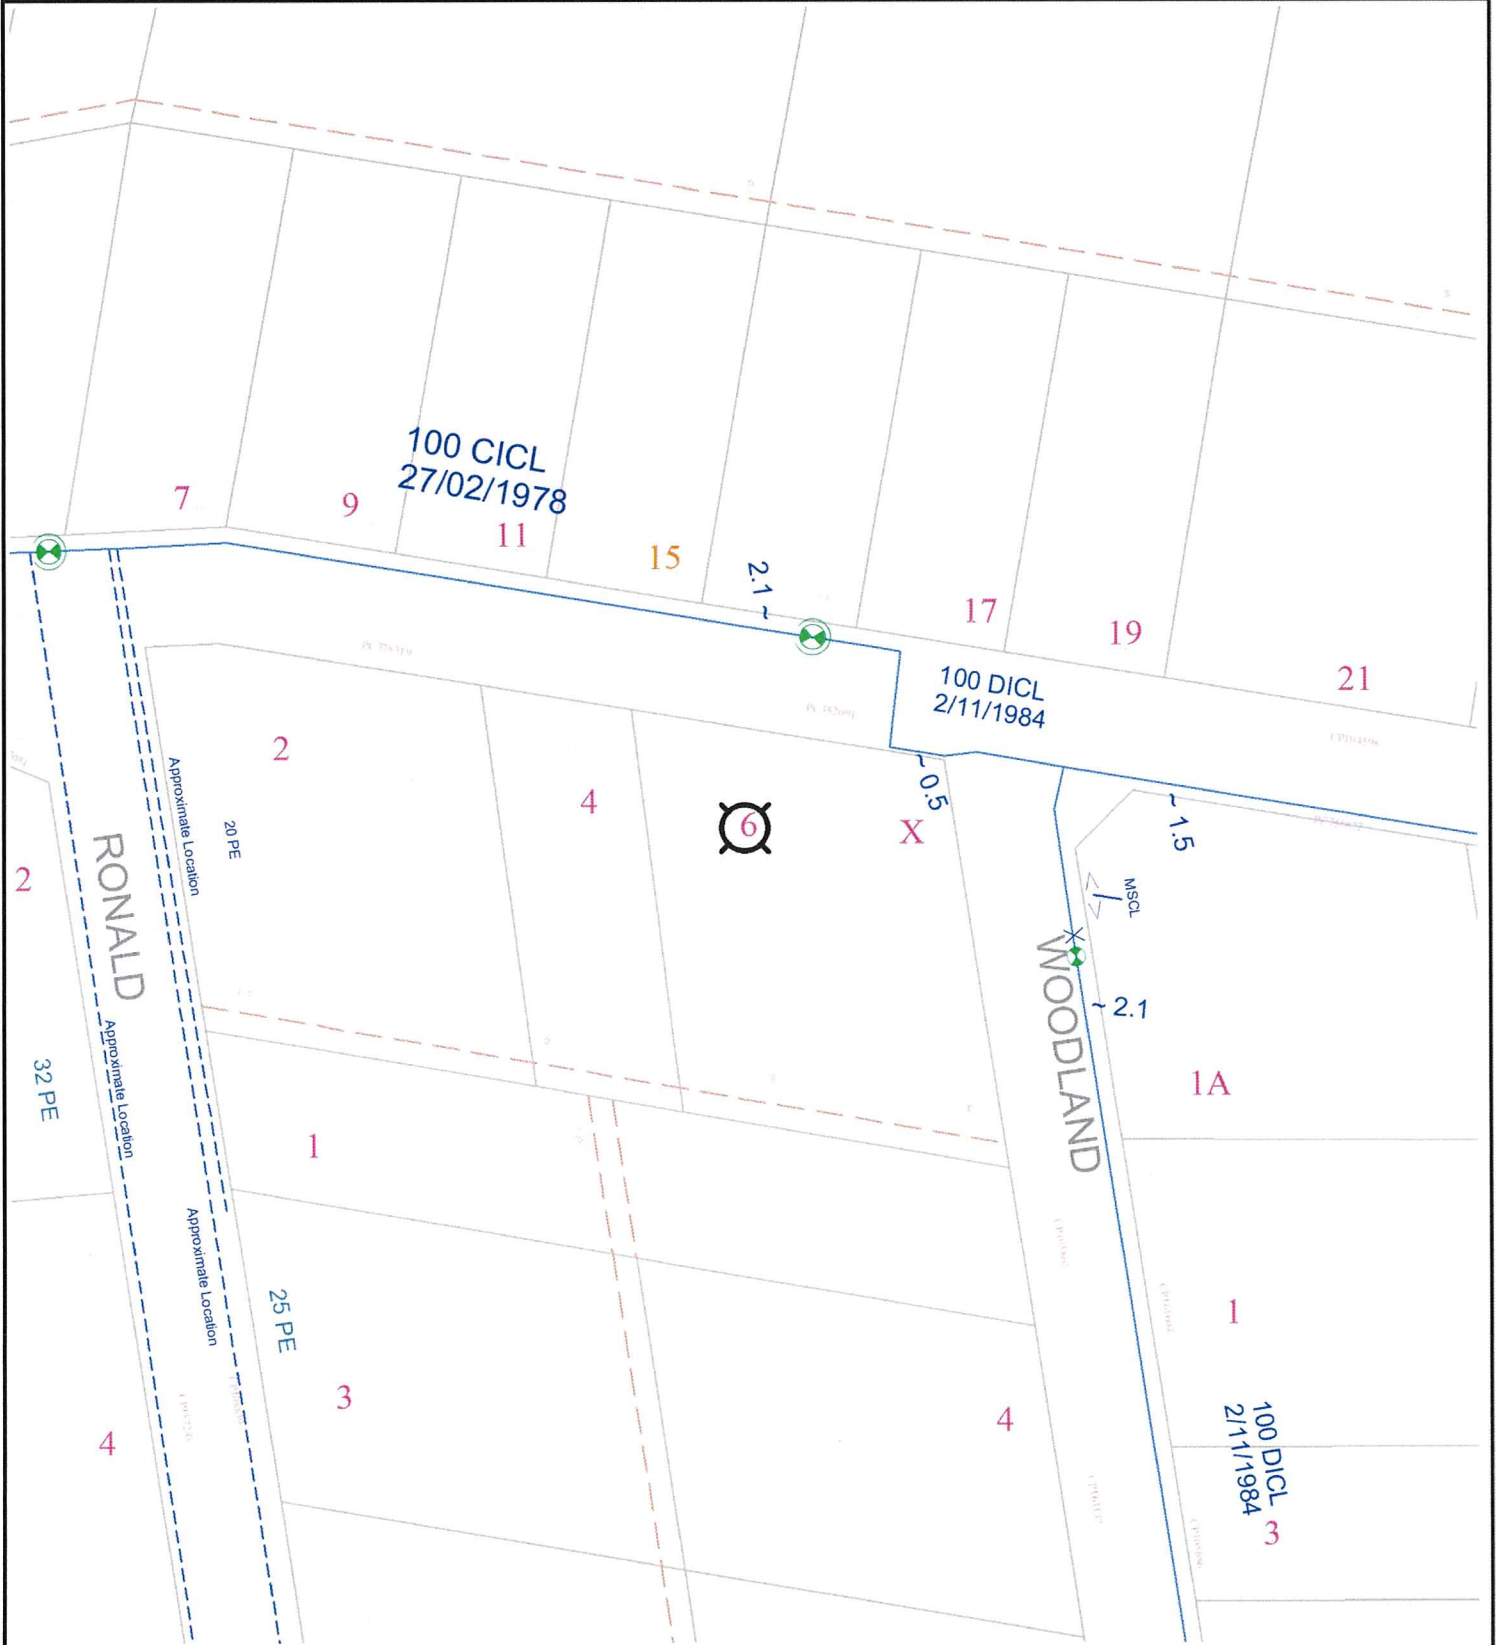 100 CICL
27/02/1978
7
9
11
15
2.1 ~
17
19
21
100 DICL
2/11/1984
2
4
6
X
~ 0.5
~ 1.5
MSCL
Approximate Location
20 PE
2
RONALD
WOODLAND
~ 2.1
1A
32 PE
Approximate Location
1
Approximate Location
25 PE
1
3
4
4
100 DICL
2/11/1984
3